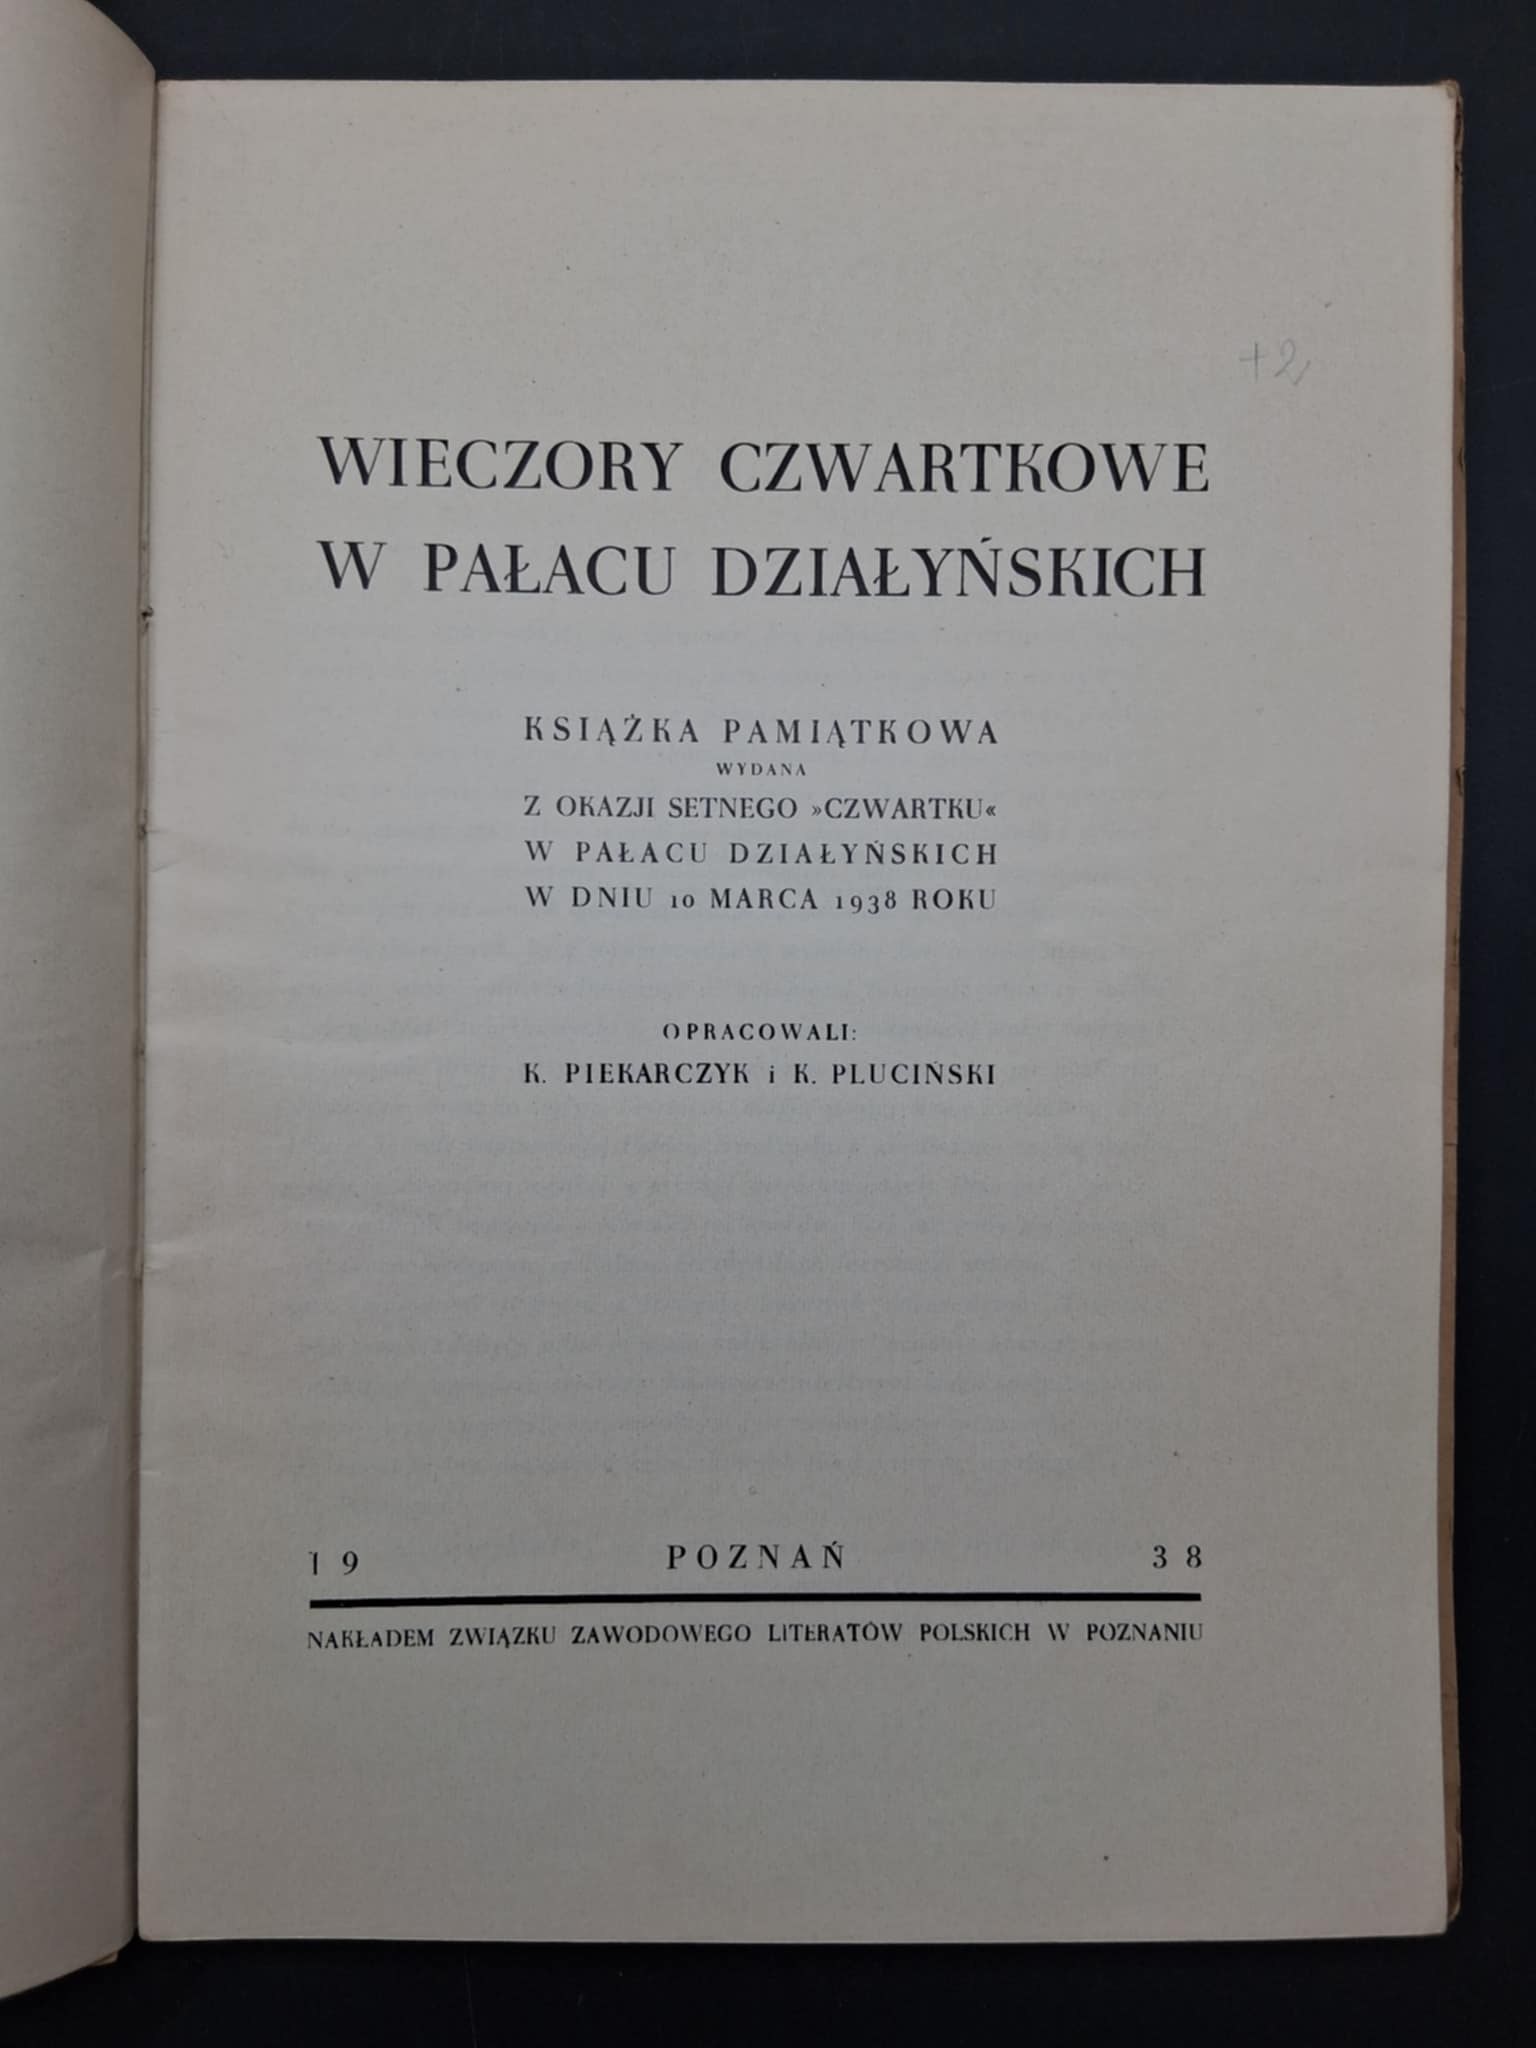 +2
WIECZORY CZWARTKOWE
W PAŁACU DZIAŁYŃSKICH
KSIĄŻKA PAMIĄTKOWA
WYDANA
Z OKAZJI SETNEGO »CZWARTKU«
W PAŁACU DZIAŁYŃSKICH
W DNIU 10 MARCA 1938 ROKU
OPRACOWALI:
K. PIEKARCZYK i K. PLUCIŃSKI
19 POZNAŃ 38
NAKŁADEM ZWIĄZKU ZAWODOWEGO LITERATÓW POLSKICH W POZNANIU